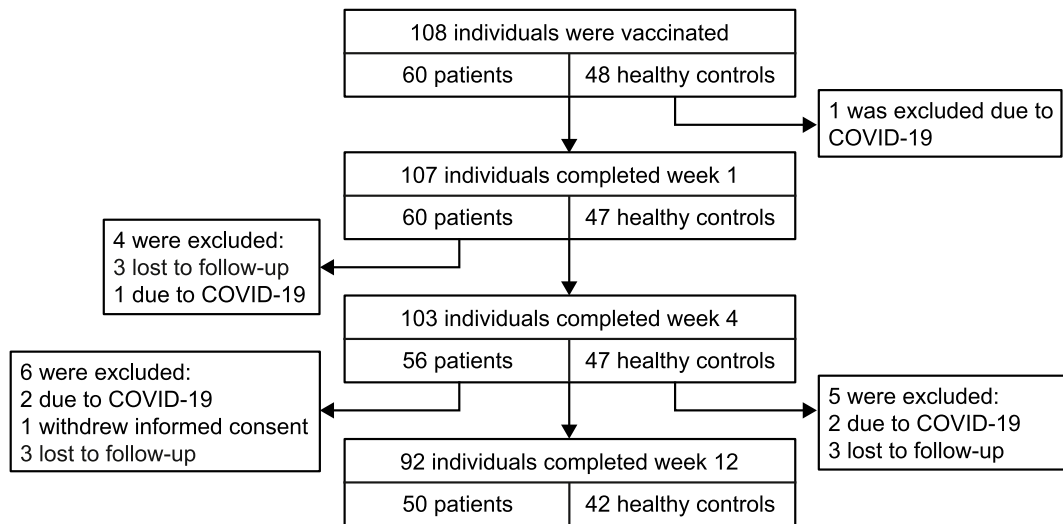 108 individuals were vaccinated
60 patients
48 healthy controls
1 was excluded due to
COVID-19
107 individuals completed week 1
60 patients
47 healthy controls
4 were excluded:
3 lost to follow-up
1 due to COVID-19
103 individuals completed week 4
56 patients
47 healthy controls
6 were excluded:
2 due to COVID-19
1 withdrew informed consent
3 lost to follow-up
5 were excluded:
2 due to COVID-19
3 lost to follow-up
92 individuals completed week 12
50 patients
42 healthy controls